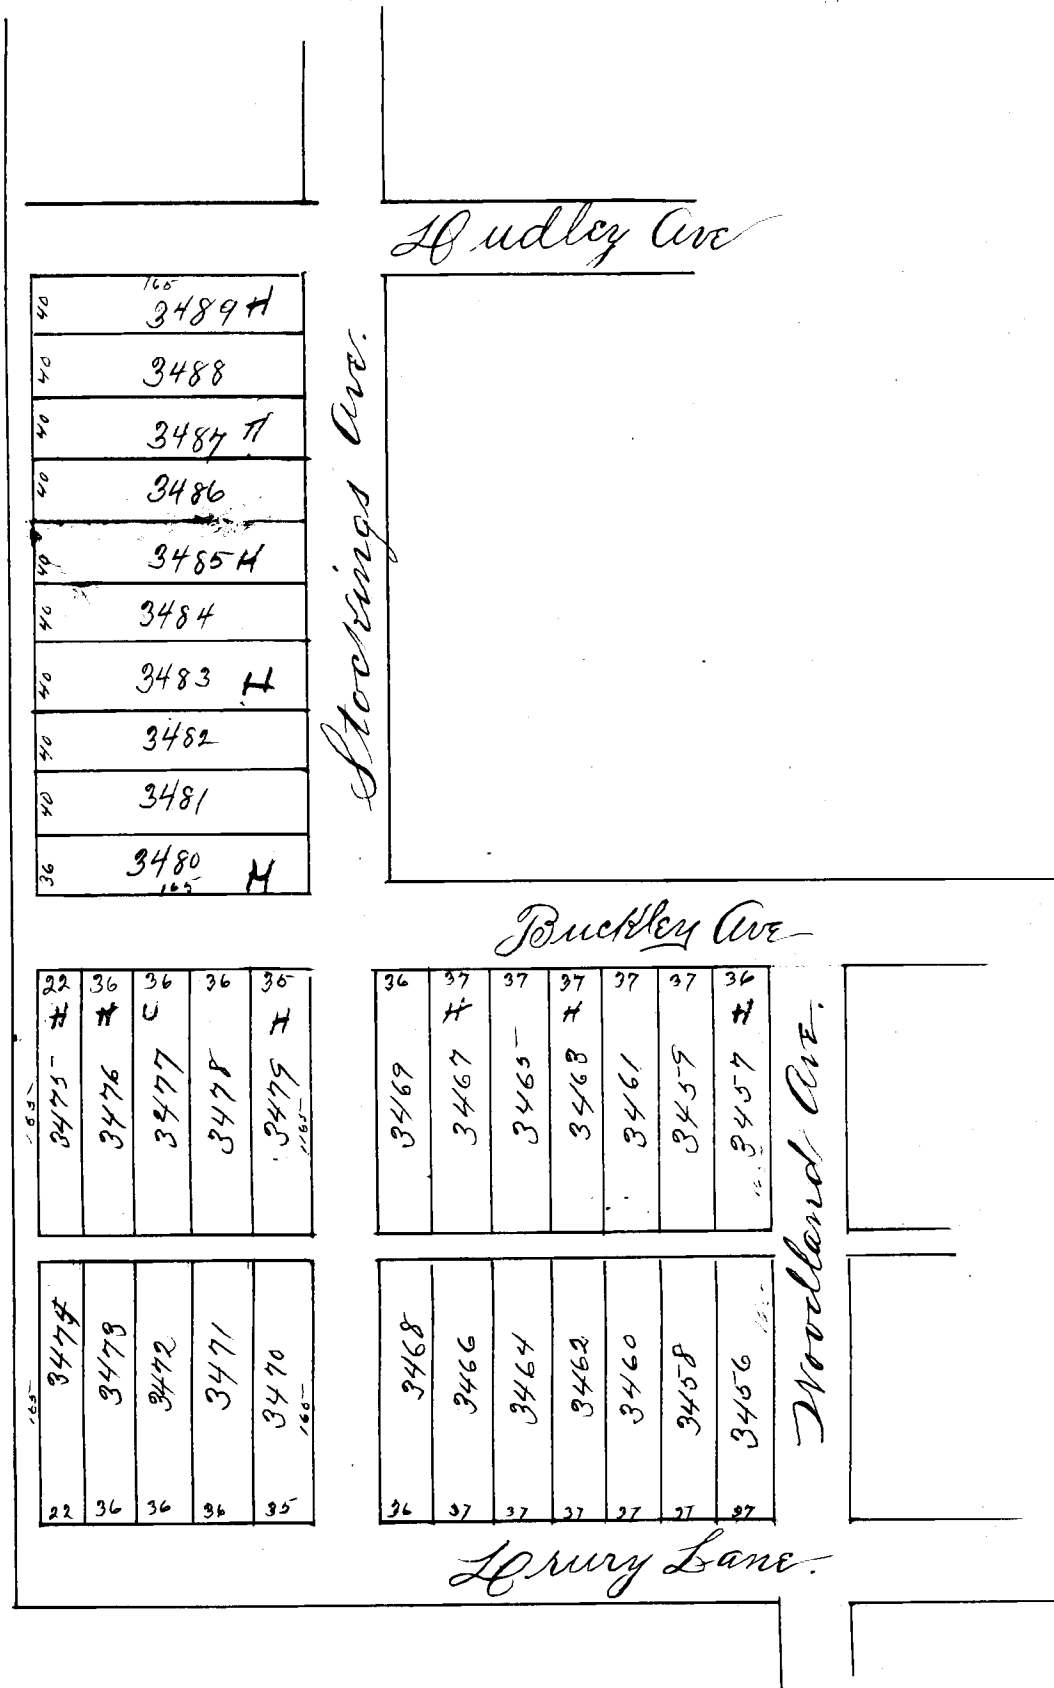 Dudley Ave
165
40 3489 H
40 3488
40 3487 H
40 3486
40 3485 H
40 3484
40 3483 H
40 3482
40 3481
36 3480 H
165
Stockings Ave.
Buckley Ave
22 36 36 36 35
H H C H
3475 3476 3477 3478 3479
165 165
36 37 37 37 37 37 36
H H H
3469 3467 3465 3463 3461 3459 3457
Woodland Ave.
3474 3473 3472 3471 3470
165 165
22 36 36 36 35
3468 3466 3464 3462 3460 3458 3456
36 37 37 37 37 37 37
Drury Lane.